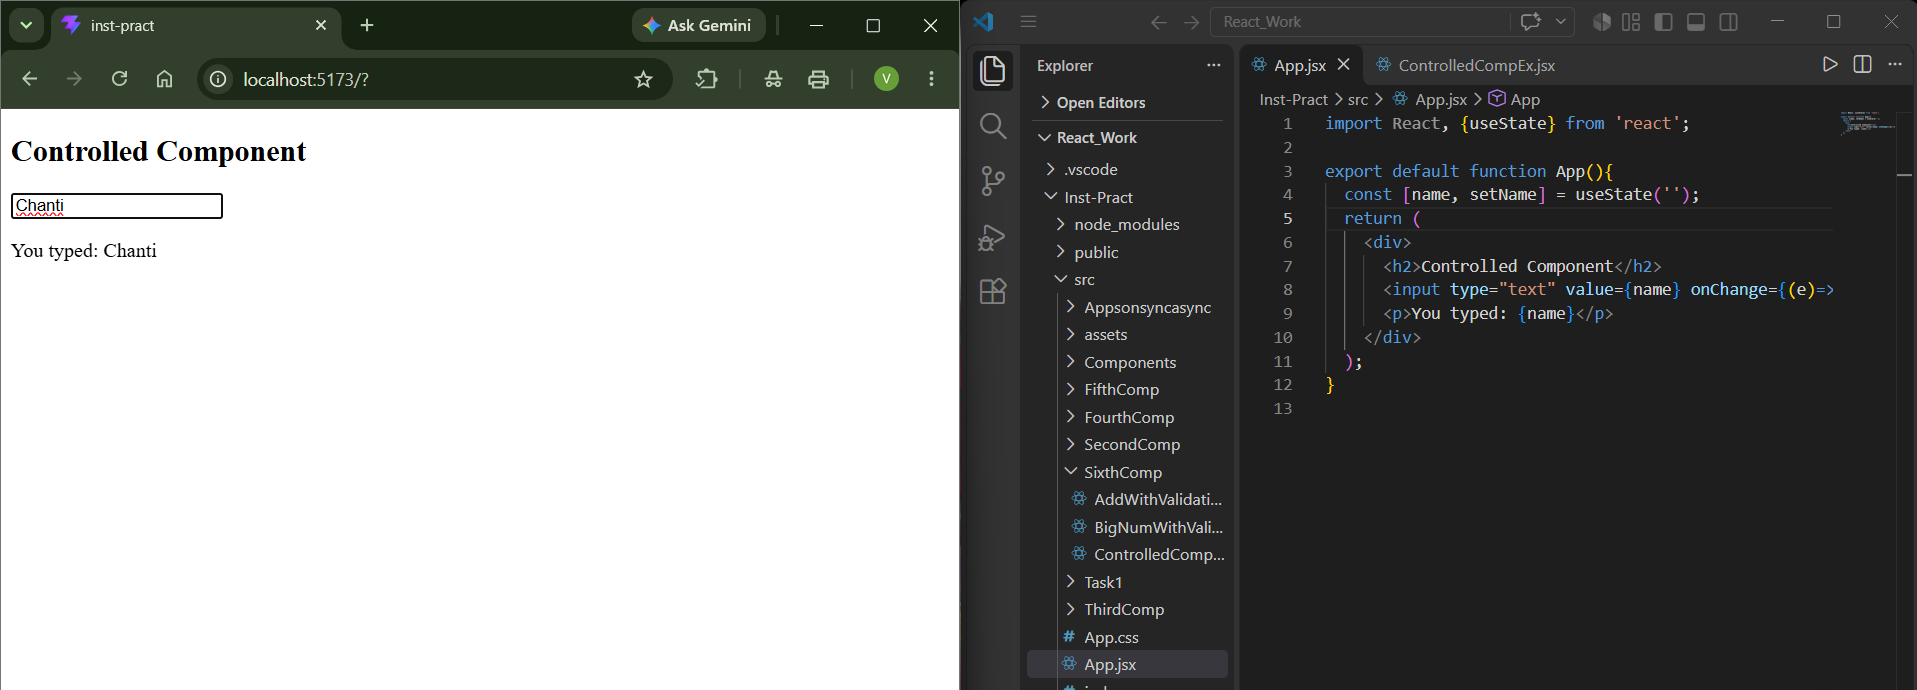 inst-pract
Ask Gemini
localhost:5173/?
V
Controlled Component
Chanti
You typed: Chanti
React_Work
Explorer
Open Editors
React_Work
.vscode
Inst-Pract
node_modules
public
src
Appsonsyncasync
assets
Components
FifthComp
FourthComp
SecondComp
SixthComp
AddWithValidati...
BigNumWithVali...
ControlledComp...
Task1
ThirdComp
# App.css
App.jsx
App.jsx
ControlledCompEx.jsx
Inst-Pract > src > App.jsx > App
1 import React, {useState} from 'react';
2
3 export default function App(){
4 const [name, setName] = useState('');
5 return (
6 <div>
7 <h2>Controlled Component</h2>
8 <input type="text" value={name} onChange={(e)=>
9 <p>You typed: {name}</p>
10 </div>
11 );
12 }
13